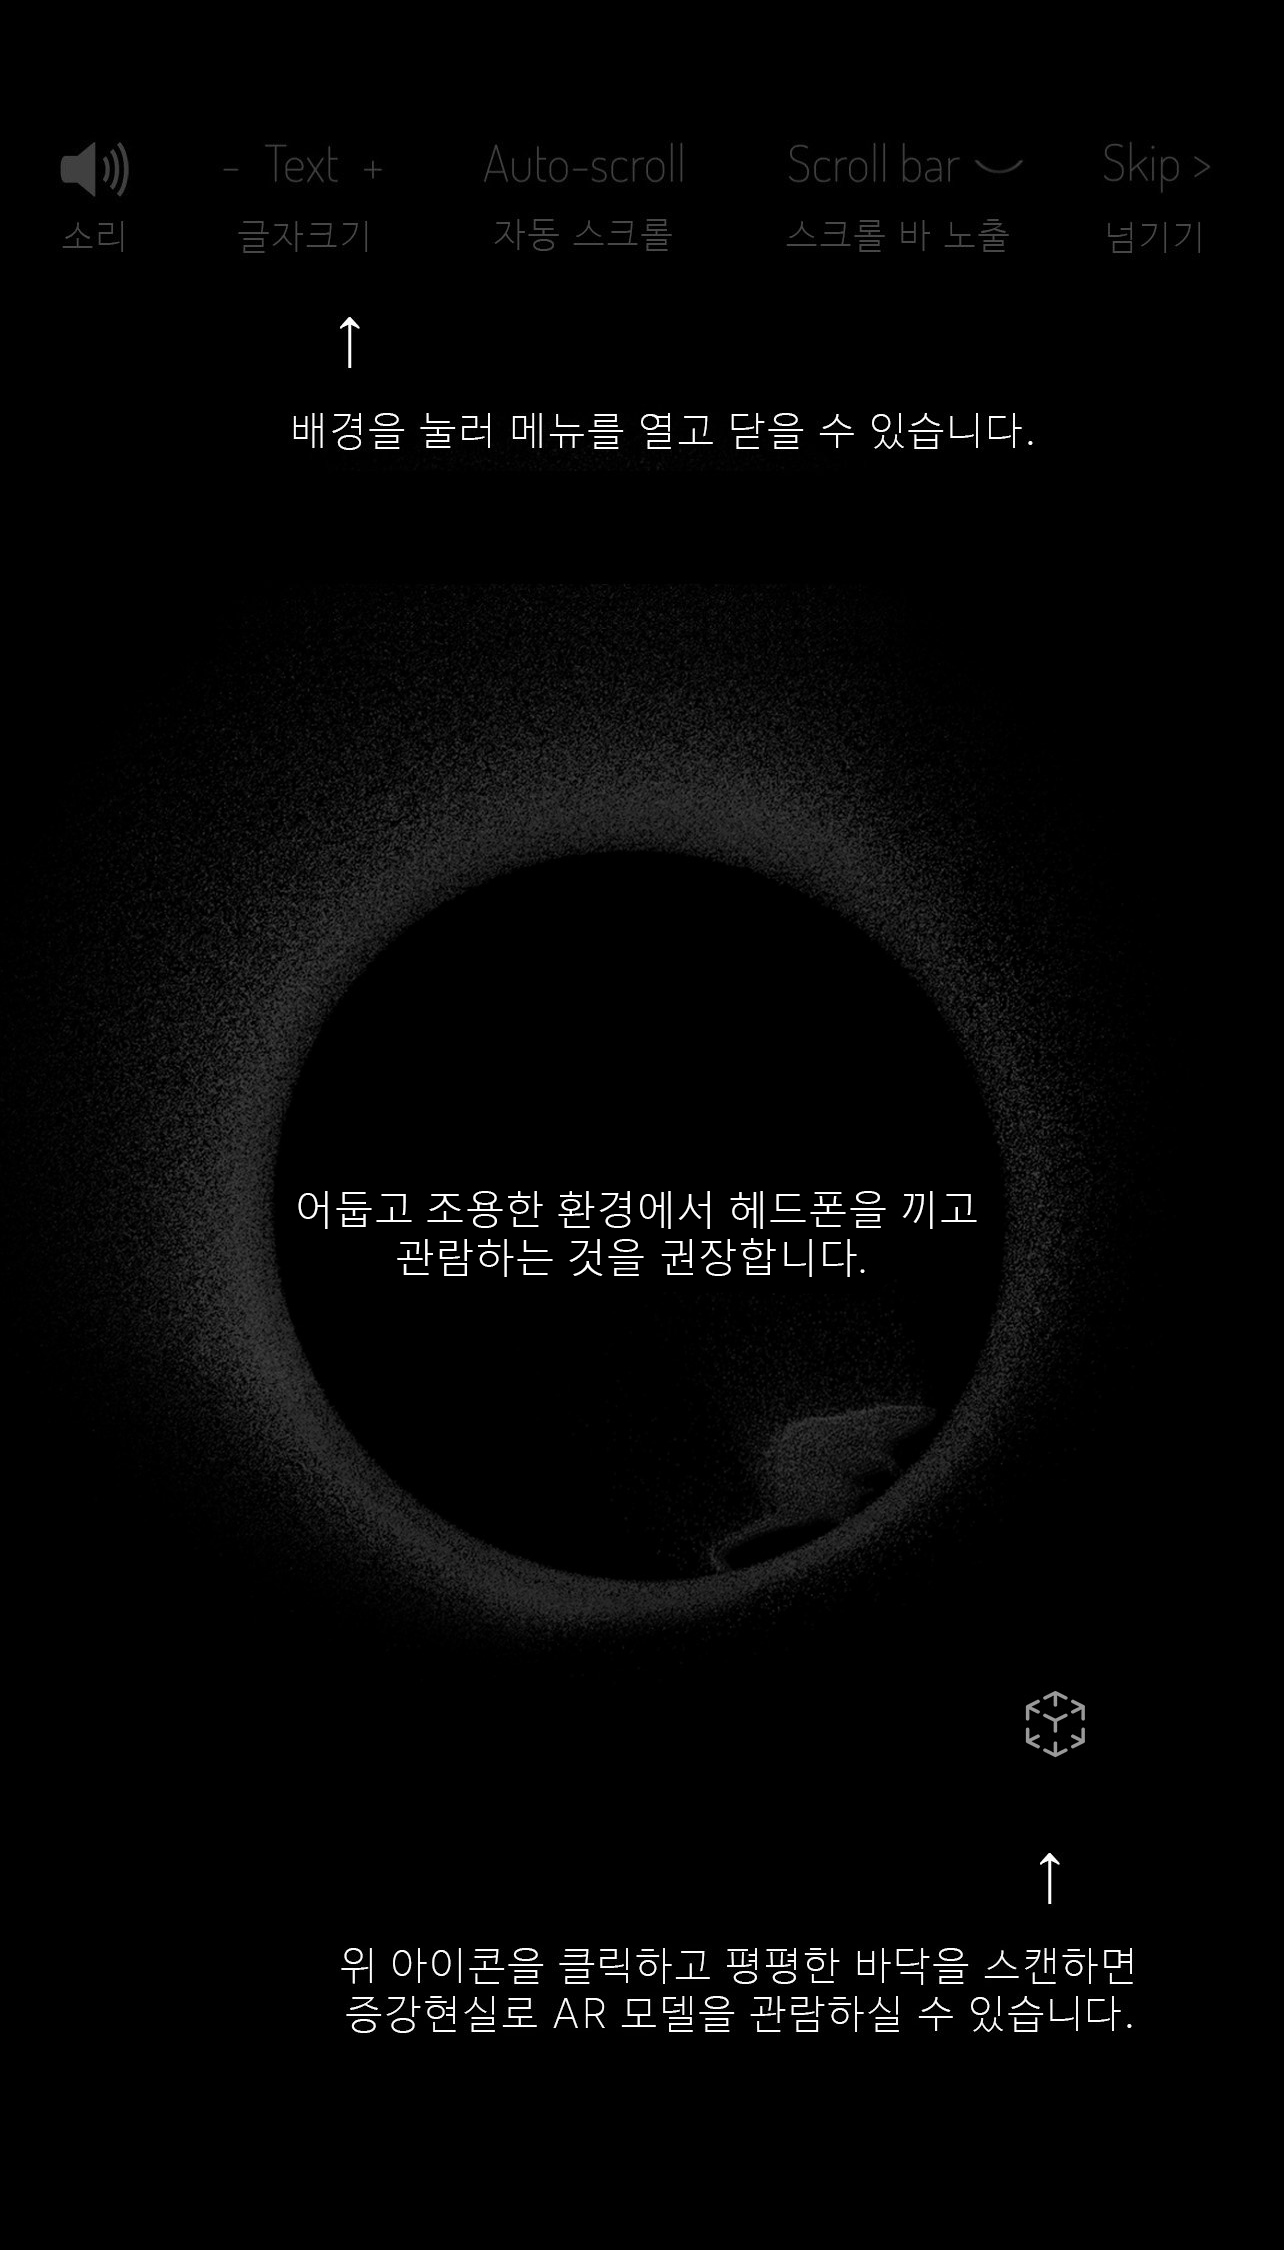 - Text + Auto-scroll Scroll bar Skip >
소리 글자크기 자동 스크롤 스크롤 바 노출 넘기기
↑
배경을 눌러 메뉴를 열고 닫을 수 있습니다.
어둡고 조용한 환경에서 헤드폰을 끼고
관람하는 것을 권장합니다.
↑
위 아이콘을 클릭하고 평평한 바닥을 스캔하면
증강현실로 AR 모델을 관람하실 수 있습니다.